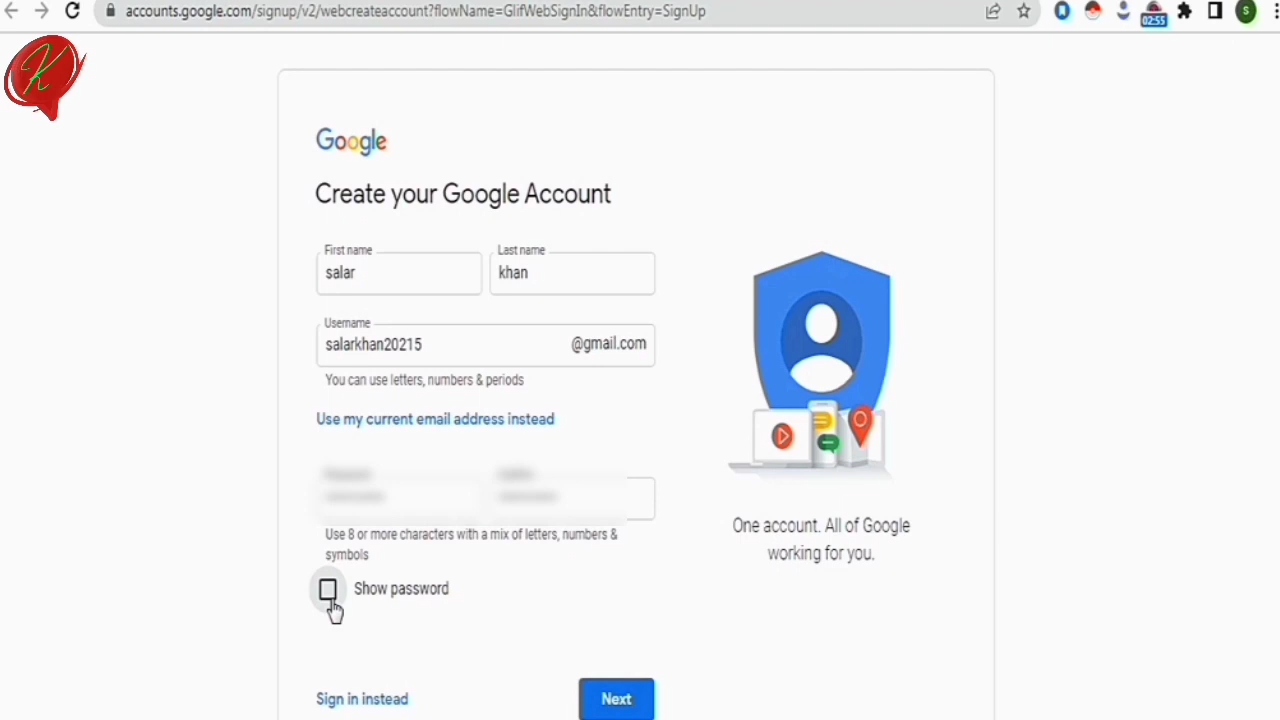 accounts.google.com/signup/v2/webcreateaccount?flowName=GlifWebSignIn&flowEntry=SignUp
02:55
S
K
Google
Create your Google Account
First name
Last name
salar
khan
Username
salarkhan20215
@gmail.com
You can use letters, numbers & periods
Use my current email address instead
Use 8 or more characters with a mix of letters, numbers &
symbols
Show password
One account. All of Google
working for you.
Sign in instead
Next